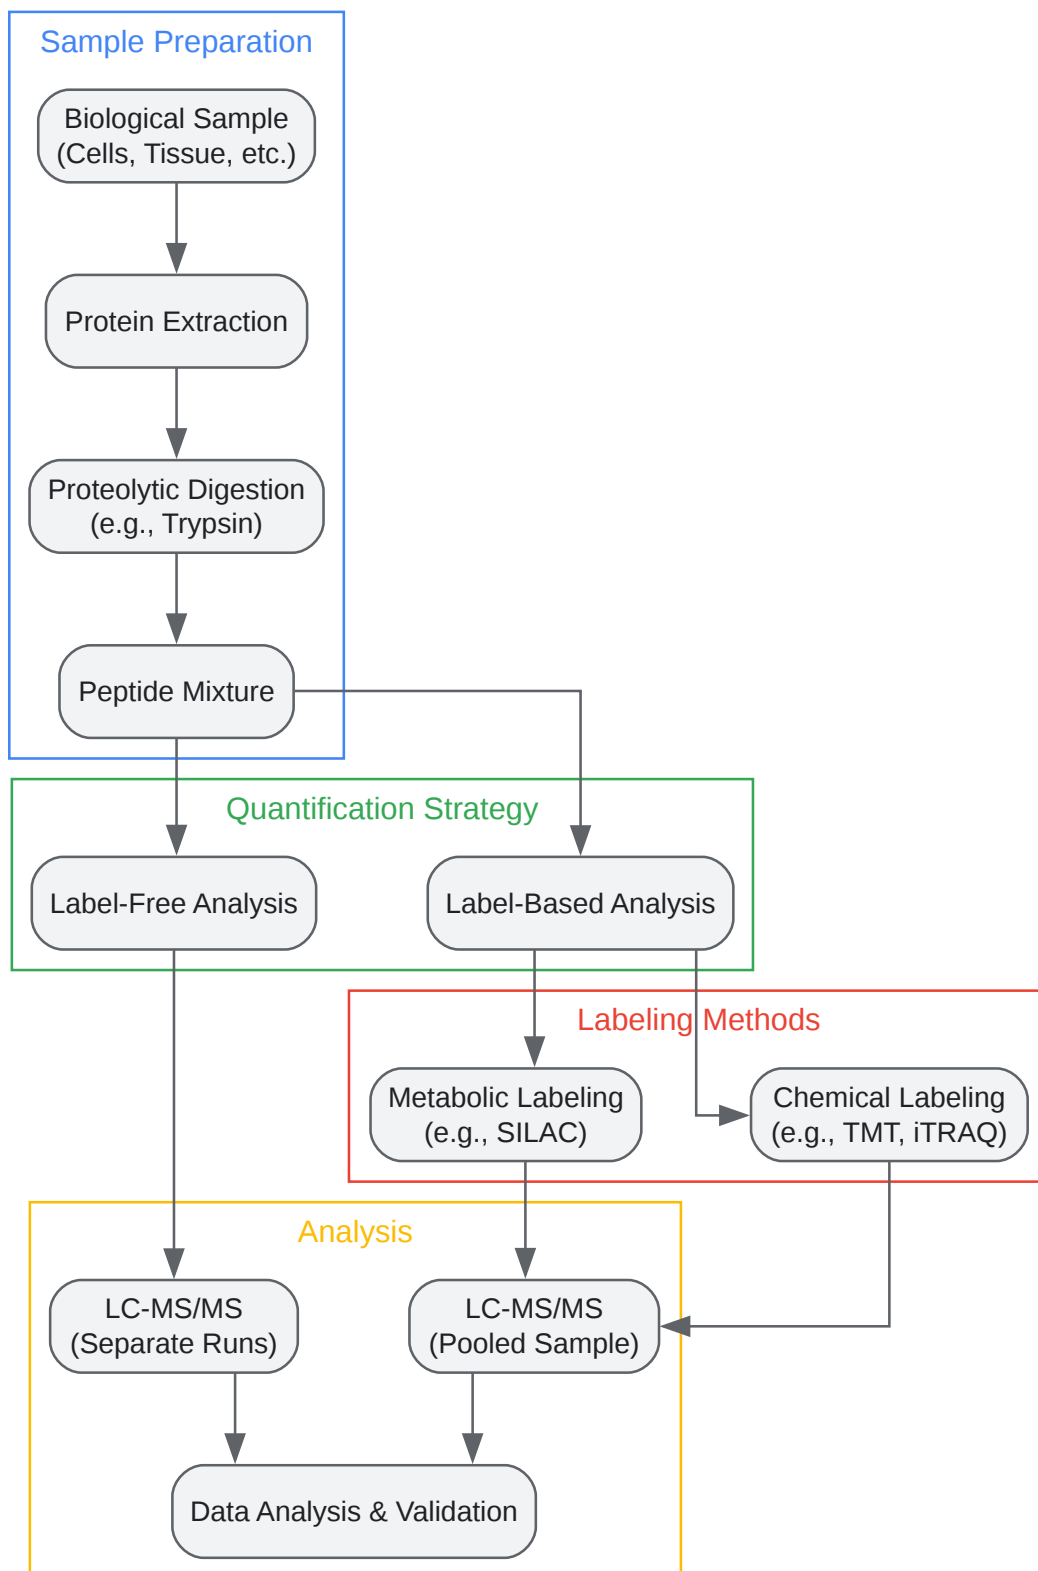 Sample Preparation
Biological Sample
(Cells, Tissue, etc.)
Protein Extraction
Proteolytic Digestion
(e.g., Trypsin)
Peptide Mixture
Quantification Strategy
Label-Free Analysis
Label-Based Analysis
Labeling Methods
Metabolic Labeling
(e.g., SILAC)
Chemical Labeling
(e.g., TMT, iTRAQ)
Analysis
LC-MS/MS
(Separate Runs)
LC-MS/MS
(Pooled Sample)
Data Analysis & Validation